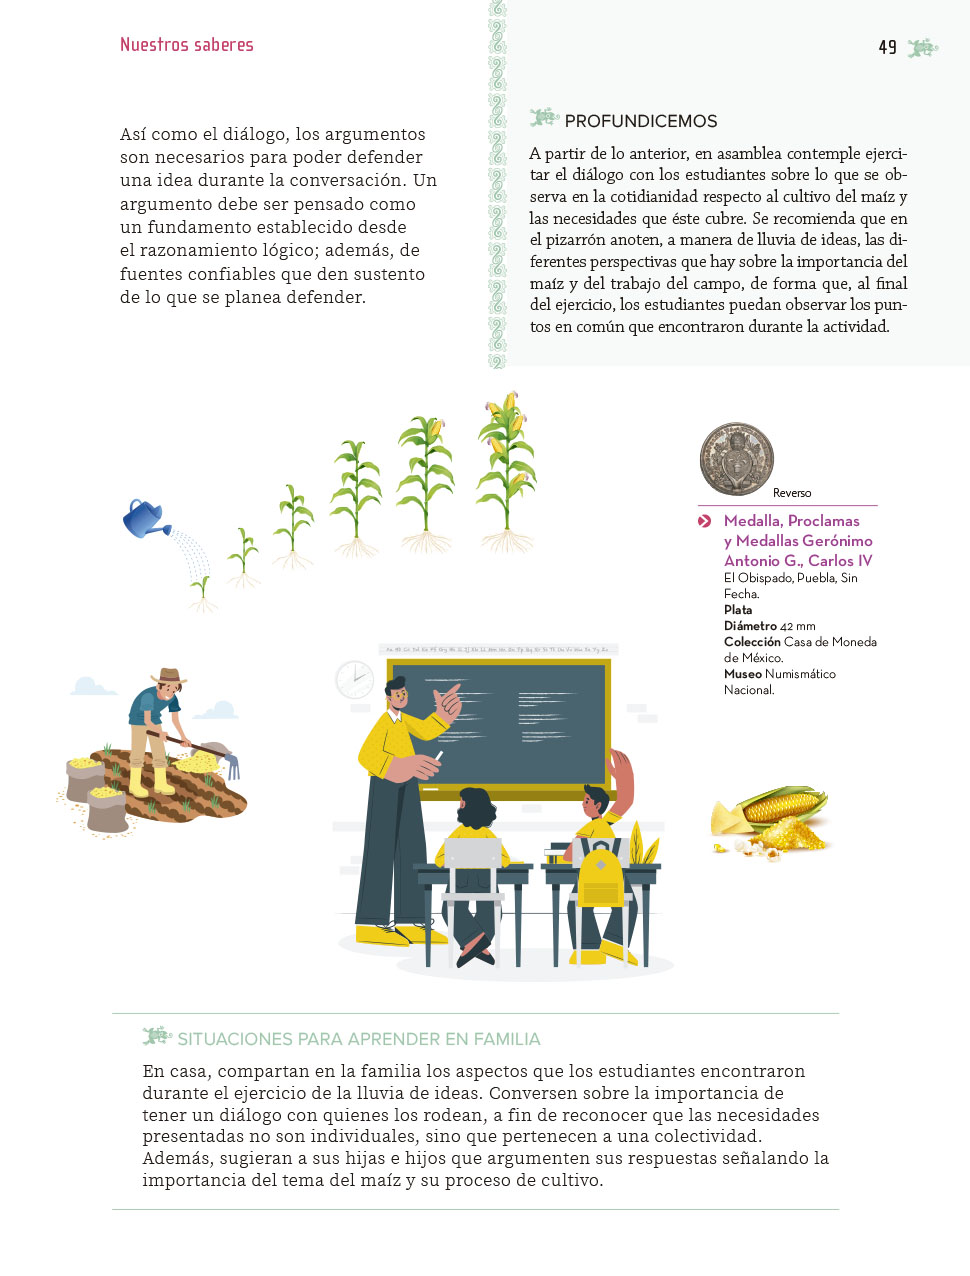 Nuestros saberes
49
Así como el diálogo, los argumentos
son necesarios para poder defender
una idea durante la conversación. Un
argumento debe ser pensado como
un fundamento establecido desde
el razonamiento lógico; además, de
fuentes confiables que den sustento
de lo que se planea defender.
PROFUNDICEMOS
A partir de lo anterior, en asamblea contemple ejerci-
tar el diálogo con los estudiantes sobre lo que se ob-
serva en la cotidianidad respecto al cultivo del maíz y
las necesidades que éste cubre. Se recomienda que en
el pizarrón anoten, a manera de lluvia de ideas, las di-
ferentes perspectivas que hay sobre la importancia del
maíz y del trabajo del campo, de forma que, al final
del ejercicio, los estudiantes puedan observar los pun-
tos en común que encontraron durante la actividad.
Reverso
Medalla, Proclamas
y Medallas Gerónimo
Antonio G., Carlos IV
El Obispado, Puebla, Sin
Fecha.
Plata
Diámetro 42 mm
Colección Casa de Moneda
de México.
Museo Numismático
Nacional.
SITUACIONES PARA APRENDER EN FAMILIA
En casa, compartan en la familia los aspectos que los estudiantes encontraron
durante el ejercicio de la lluvia de ideas. Conversen sobre la importancia de
tener un diálogo con quienes los rodean, a fin de reconocer que las necesidades
presentadas no son individuales, sino que pertenecen a una colectividad.
Además, sugieran a sus hijas e hijos que argumenten sus respuestas señalando la
importancia del tema del maíz y su proceso de cultivo.